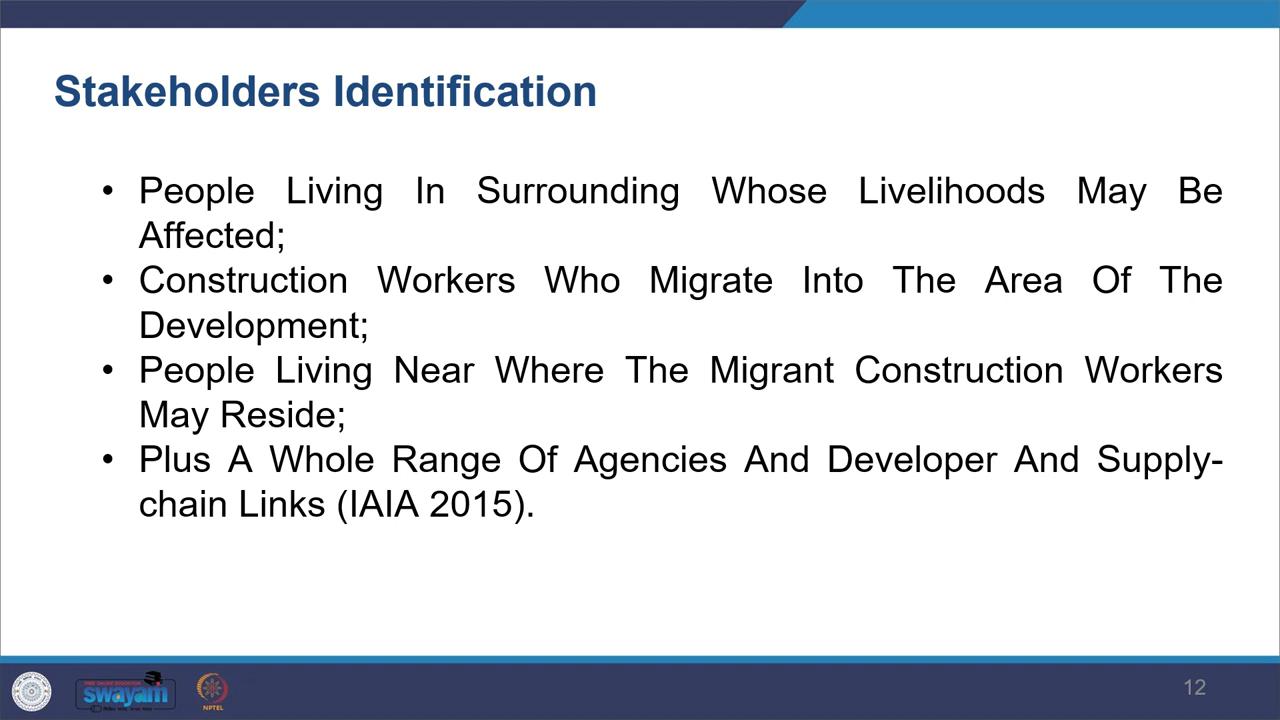 Stakeholders Identification
• People Living In Surrounding Whose Livelihoods May Be
Affected;
• Construction Workers Who Migrate Into The Area Of The
Development;
• People Living Near Where The Migrant Construction Workers
May Reside;
• Plus A Whole Range Of Agencies And Developer And Supply-
chain Links (IAIA 2015).
swayam
NPTEL
12